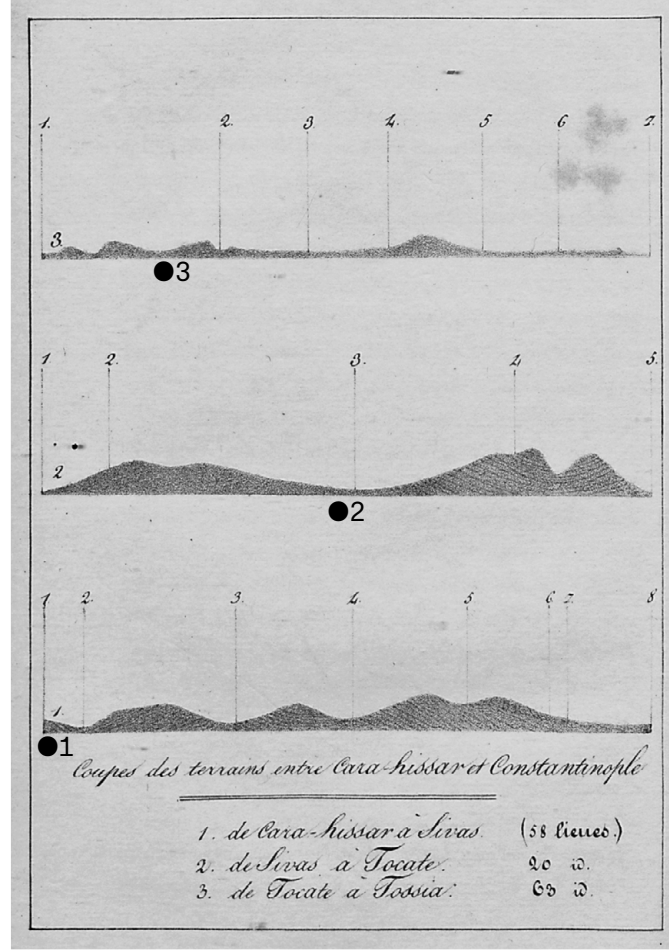 1. 2. 3. 4. 5 6 7.
3.
●3
1. 2. 3. 4 5.
2
●2
1. 2. 3. 4. 5 6. 7. 8
1.
●1
Coupes des terrains entre Cara-hissar et Constantinople
1. de Cara-hissar à Sivas. (58 lieues.)
2. de Sivas à Tocate. 20 id.
3. de Tocate à Tossia. 63 id.